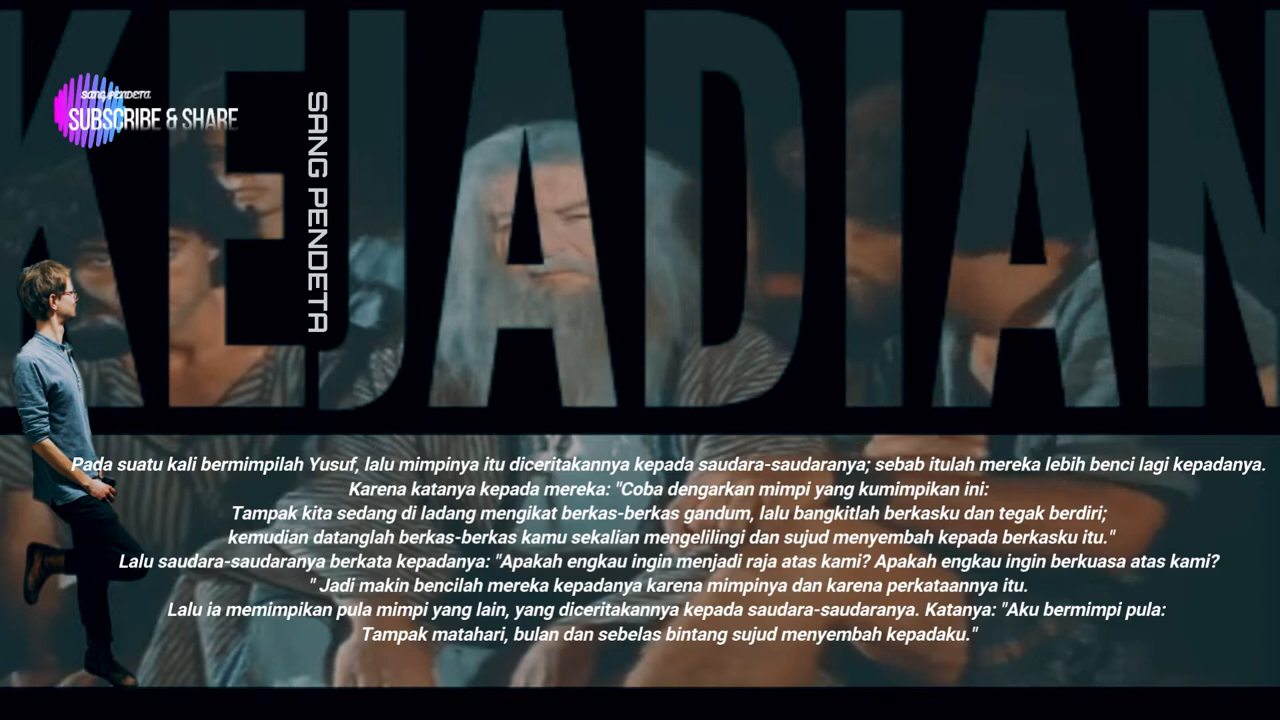 KEJADIAN
sang pendeta
SUBSCRIBE & SHARE
SANG PENDETA
Pada suatu kali bermimpilah Yusuf, lalu mimpinya itu diceritakannya kepada saudara-saudaranya; sebab itulah mereka lebih benci lagi kepadanya.
Karena katanya kepada mereka: "Coba dengarkan mimpi yang kumimpikan ini:
Tampak kita sedang di ladang mengikat berkas-berkas gandum, lalu bangkitlah berkasku dan tegak berdiri;
kemudian datanglah berkas-berkas kamu sekalian mengelilingi dan sujud menyembah kepada berkasku itu."
Lalu saudara-saudaranya berkata kepadanya: "Apakah engkau ingin menjadi raja atas kami? Apakah engkau ingin berkuasa atas kami?
" Jadi makin bencilah mereka kepadanya karena mimpinya dan karena perkataannya itu.
Lalu ia memimpikan pula mimpi yang lain, yang diceritakannya kepada saudara-saudaranya. Katanya: "Aku bermimpi pula:
Tampak matahari, bulan dan sebelas bintang sujud menyembah kepadaku."